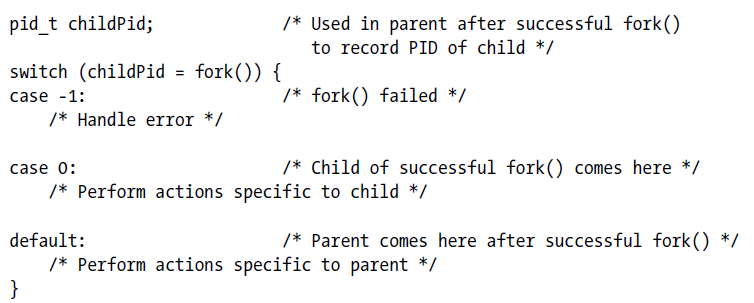 pid_t childPid;                /* Used in parent after successful fork()
                                  to record PID of child */
switch (childPid = fork()) {
case -1:                       /* fork() failed */
    /* Handle error */

case 0:                        /* Child of successful fork() comes here */
    /* Perform actions specific to child */

default:                       /* Parent comes here after successful fork() */
    /* Perform actions specific to parent */
}